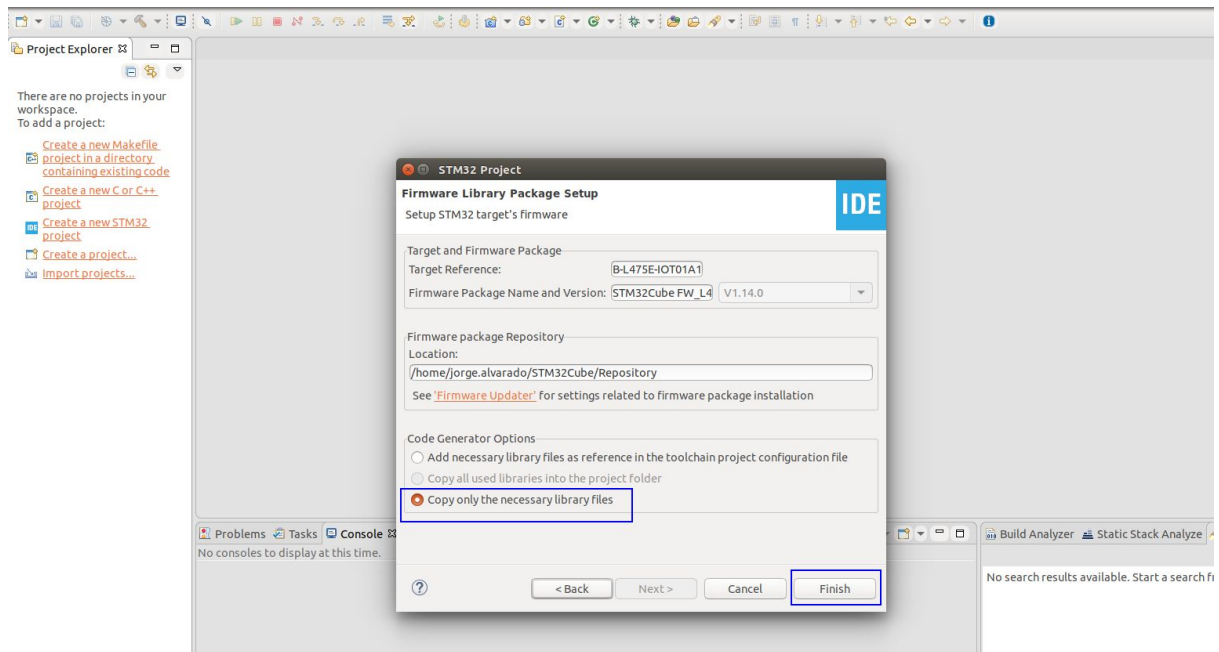 Project Explorer
There are no projects in your
workspace.
To add a project:
Create a new Makefile
project in a directory
containing existing code
Create a new C or C++
project
IDE
Create a new STM32
project
Create a project...
Import projects...
STM32 Project
Firmware Library Package Setup
Setup STM32 target's firmware
IDE
Target and Firmware Package
Target Reference:
B-L475E-IOT01A1
Firmware Package Name and Version: STM32Cube FW_L4 V1.14.0
Firmware package Repository
Location:
/home/jorge.alvarado/STM32Cube/Repository
See 'Firmware Updater' for settings related to firmware package installation
Code Generator Options
Add necessary library files as reference in the toolchain project configuration file
Copy all used libraries into the project folder
Copy only the necessary library files
< Back Next > Cancel Finish
Problems Tasks Console
No consoles to display at this time.
Build Analyzer Static Stack Analyze
No search results available. Start a search f